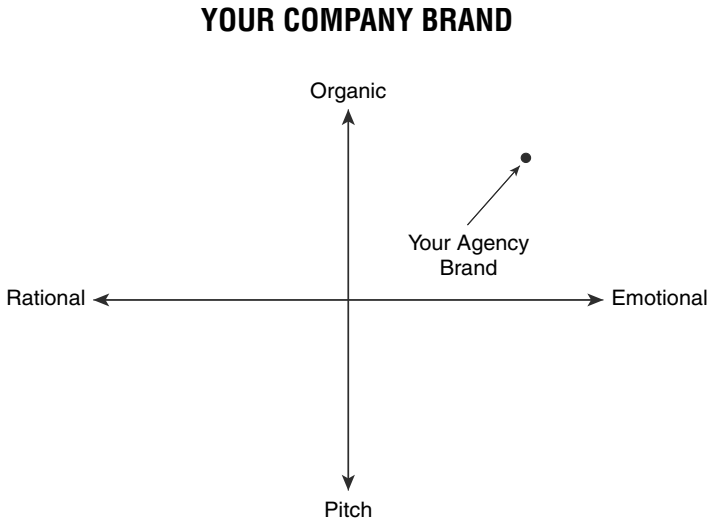 YOUR COMPANY BRAND
Organic
Your Agency
Brand
Rational
Emotional
Pitch